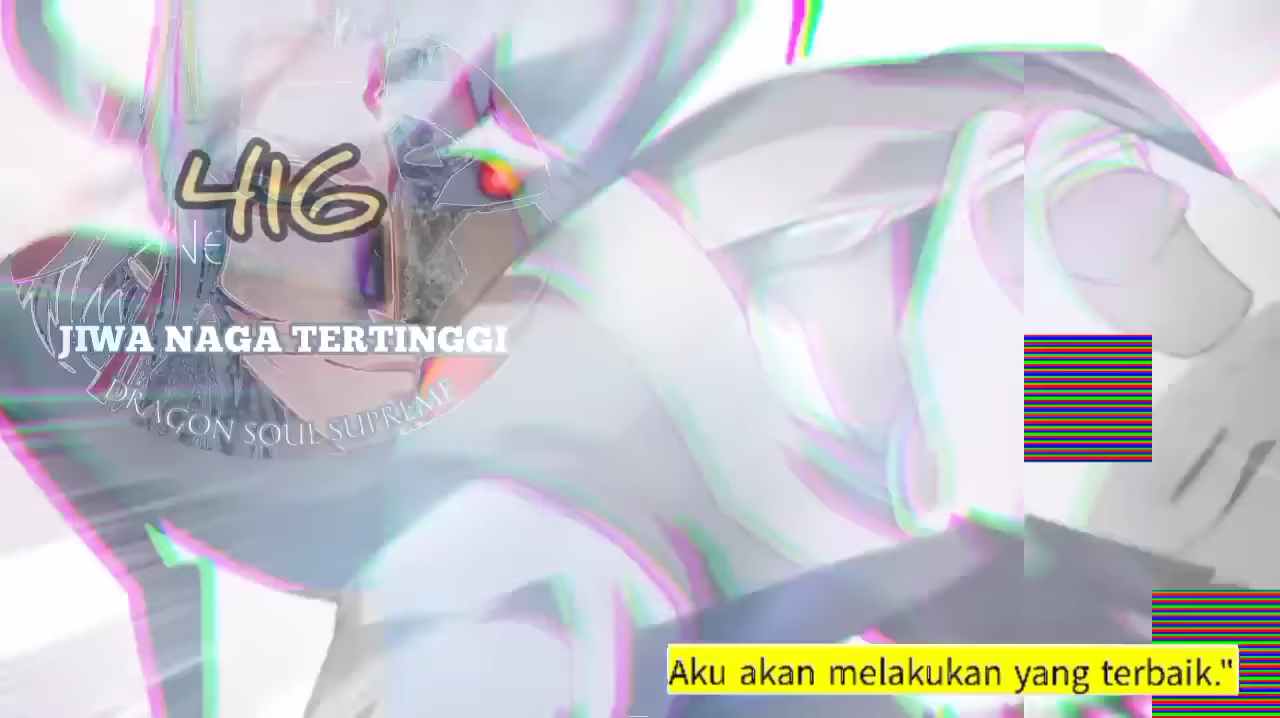 416
JIWA NAGA TERTINGGI
DRAGON SOUL SUPREME
Aku akan melakukan yang terbaik."